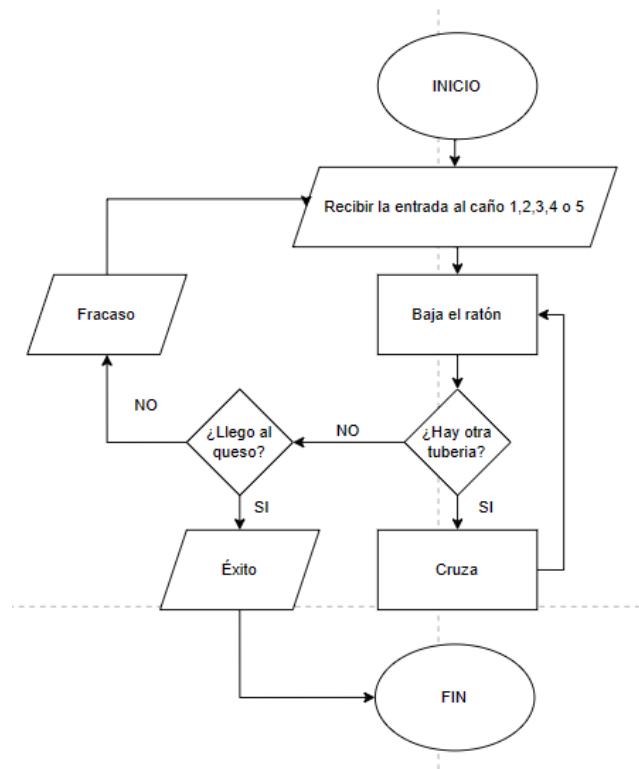 INICIO
Recibir la entrada al caño 1,2,3,4 o 5
Fracaso
Baja el ratón
NO
¿Llego al
queso?
NO
¿Hay otra
tuberia?
SI
SI
Éxito
Cruza
FIN